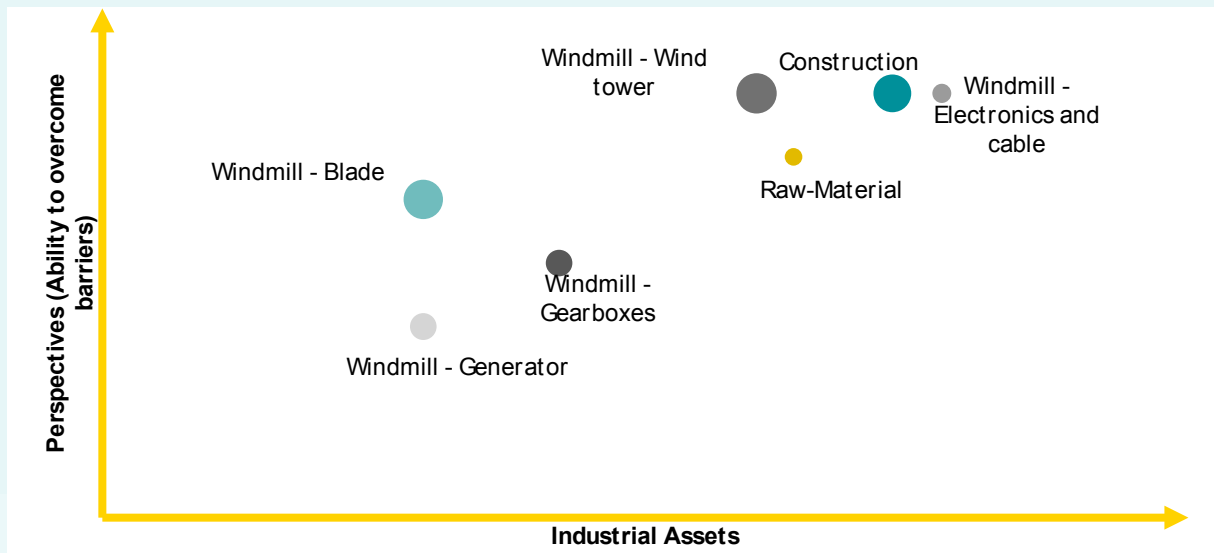 Perspectives (Ability to overcome
barriers)
Windmill - Wind
tower
Construction
Windmill -
Electronics and
cable
Raw-Material
Windmill - Blade
Windmill -
Gearboxes
Windmill - Generator
Industrial Assets